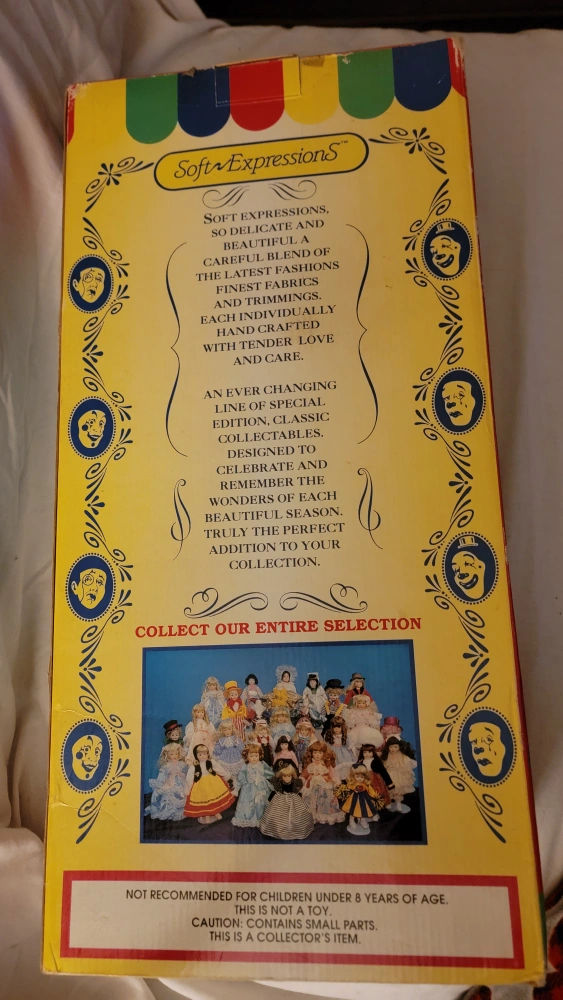 Soft~ExpressionS™
SOFT EXPRESSIONS,
SO DELICATE AND
BEAUTIFUL A
CAREFUL BLEND OF
THE LATEST FASHIONS
FINEST FABRICS
AND TRIMMINGS.
EACH INDIVIDUALLY
HAND CRAFTED
WITH TENDER LOVE
AND CARE.
AN EVER CHANGING
LINE OF SPECIAL
EDITION, CLASSIC
COLLECTABLES.
DESIGNED TO
CELEBRATE AND
REMEMBER THE
WONDERS OF EACH
BEAUTIFUL SEASON.
TRULY THE PERFECT
ADDITION TO YOUR
COLLECTION.
COLLECT OUR ENTIRE SELECTION
NOT RECOMMENDED FOR CHILDREN UNDER 8 YEARS OF AGE.
THIS IS NOT A TOY.
CAUTION: CONTAINS SMALL PARTS.
THIS IS A COLLECTOR'S ITEM.